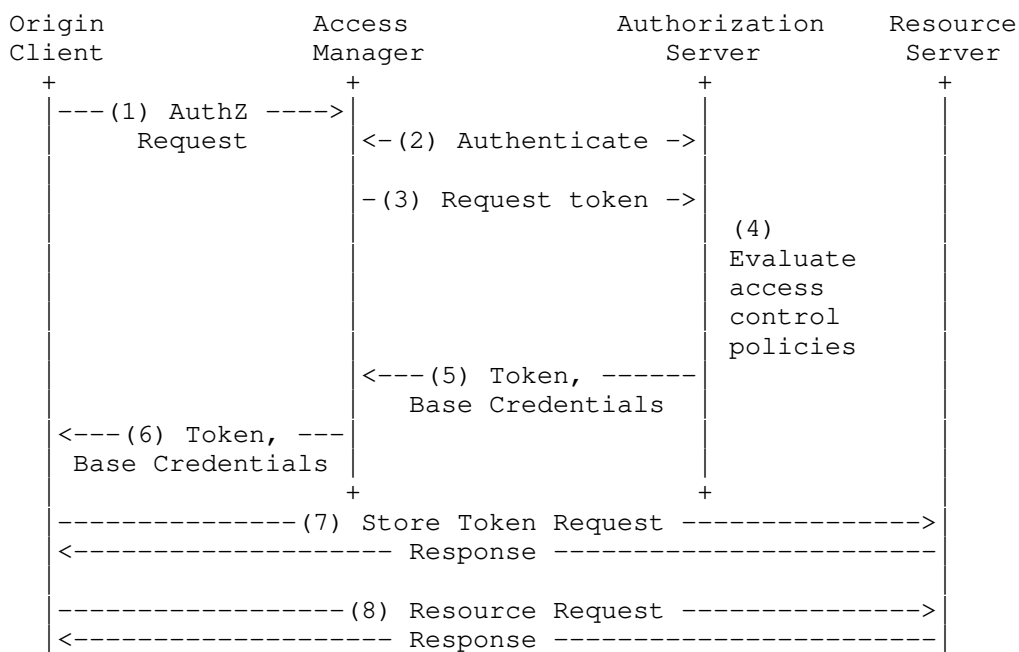 Origin Access Authorization Resource
Client Manager Server Server
+ + + +
|---(1) AuthZ ---->| | |
| Request |<-(2) Authenticate ->| |
| | | |
| |-(3) Request token ->| |
| | | (4) |
| | | Evaluate |
| | | access |
| | | control |
| | | policies |
| |<---(5) Token, ------| |
| | Base Credentials | |
|<---(6) Token, ---| | |
| Base Credentials | | |
| + + |
|---------------(7) Store Token Request --------------->|
|<-------------------- Response ------------------------|
| |
|------------------(8) Resource Request --------------->|
|<-------------------- Response ------------------------|